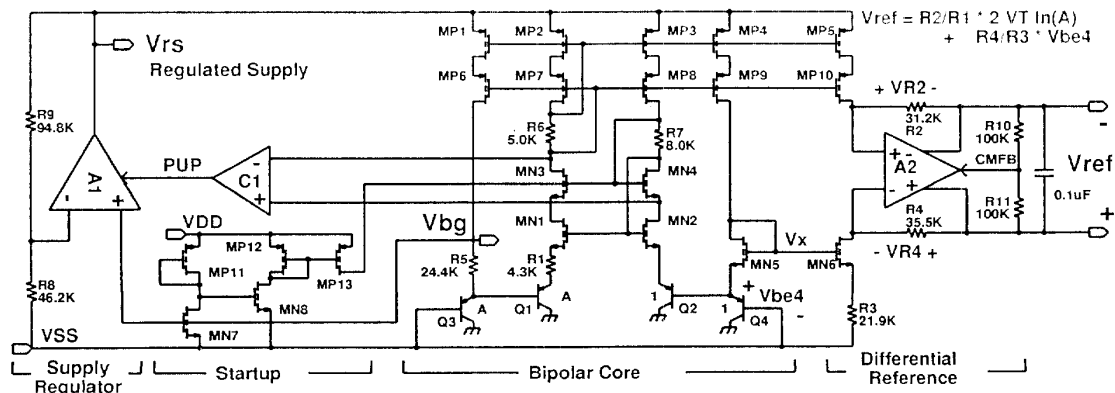 Vref = R2/R1 * 2 VT ln(A)
+ R4/R3 * Vbe4
Vrs
Regulated Supply
MP1
MP2
MP3
MP4
MP5
MP6
MP7
MP8
MP9
MP10
+ VR2 -
31.2K
R2
R9
94.8K
R6
5.0K
R7
8.0K
R10
100K
-
+ -
A2
CMFB
Vref
- +
0.1uF
PUP
- C1 +
A1
- +
MN3
MN4
MN1
MN2
R4
35.5K
R11
100K
+
- VR4 +
VDD
MP12
MP11
MP13
Vbg
R5
24.4K
R1
4.3K
Vx
MN5
MN6
R8
46.2K
MN8
MN7
A
Q3
A
Q1
1
Q2
1
Q4
+
Vbe4
-
R3
21.9K
VSS
Supply
Regulator
Startup
Bipolar Core
Differential
Reference